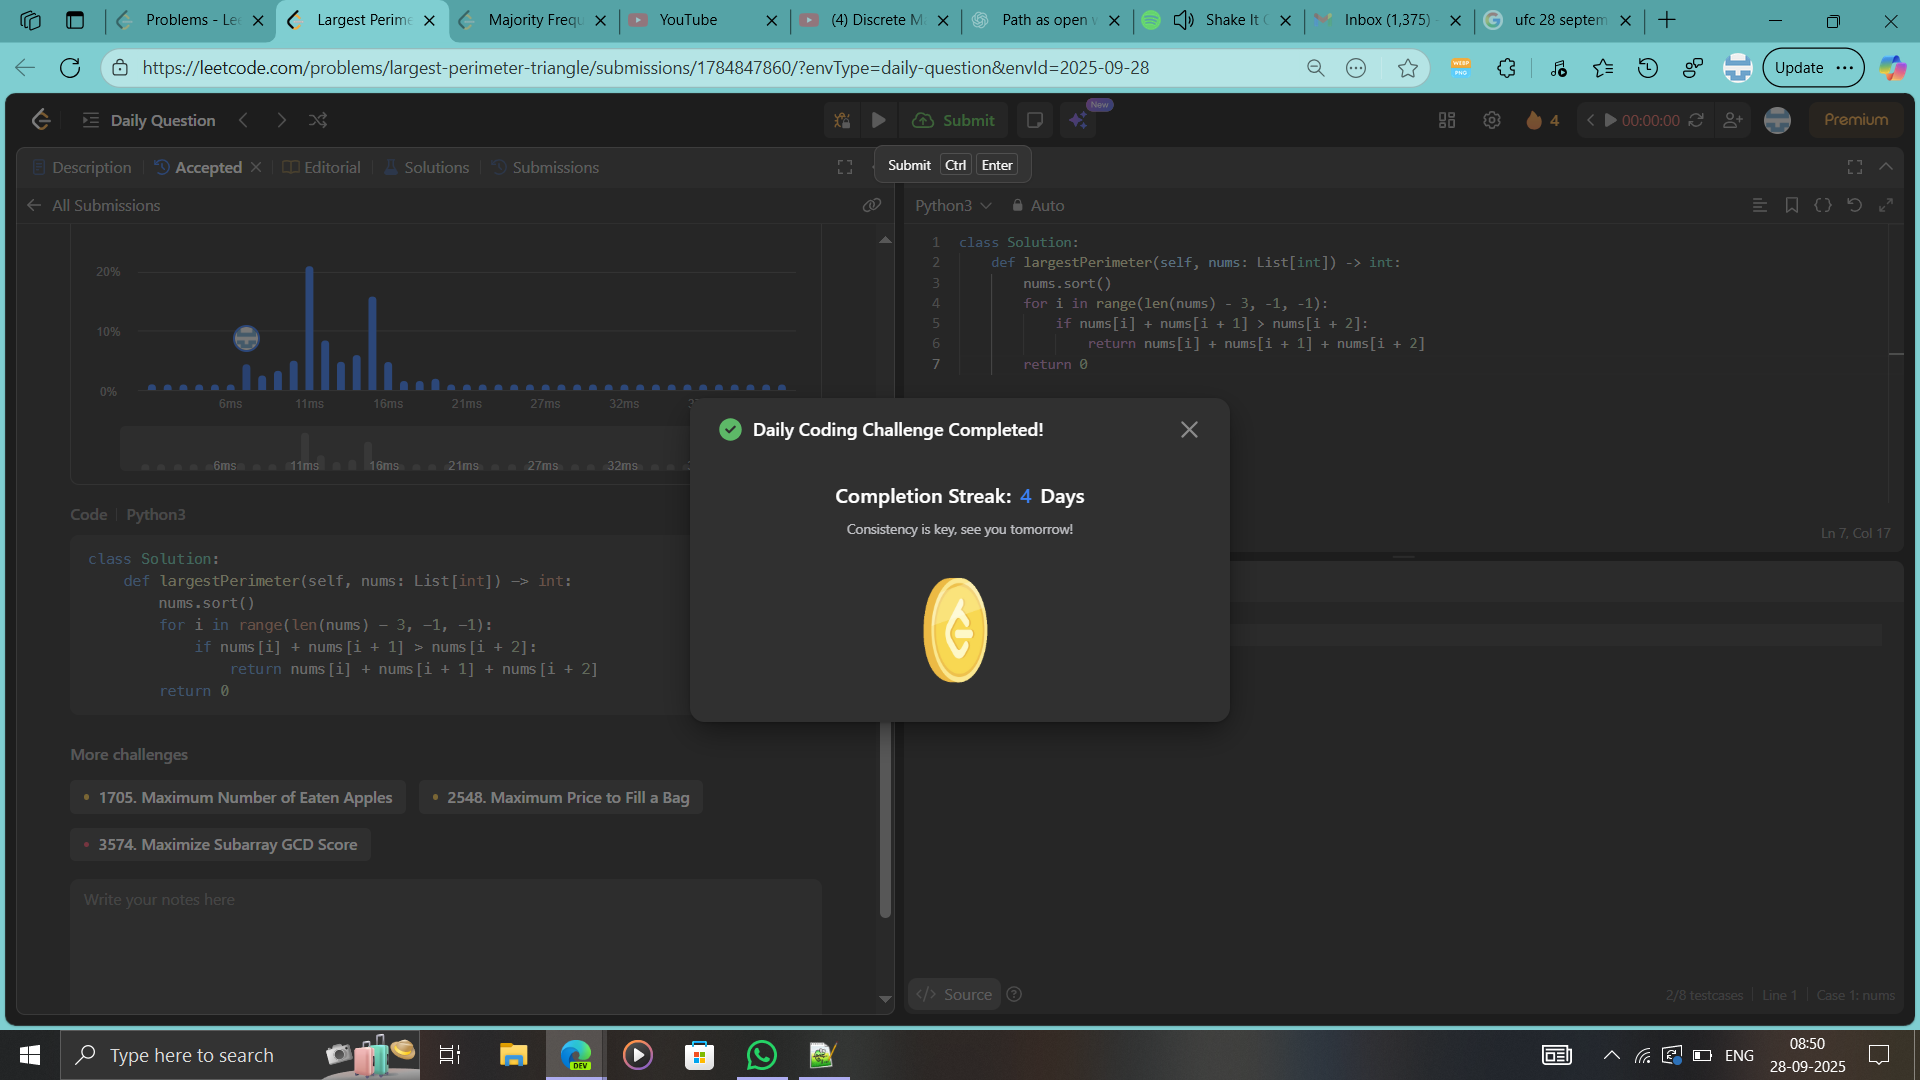 Problems - Lee
Largest Perime
Majority Frequ
YouTube
(4) Discrete M
Path as open w
Shake It O
Inbox (1,375) -
ufc 28 septem
https://leetcode.com/problems/largest-perimeter-triangle/submissions/1784847860/?envType=daily-question&envId=2025-09-28
WEBP
PNG
Update
Daily Question
Submit
New
4
00:00:00
Premium
Description
Accepted
Editorial
Solutions
Submissions
Submit Ctrl Enter
All Submissions
Python3
Auto
20%
10%
0%
6ms 11ms 16ms 21ms 27ms 32ms
6ms 11ms 16ms 21ms 27ms 32ms
1 class Solution:
2 def largestPerimeter(self, nums: List[int]) -> int:
3 nums.sort()
4 for i in range(len(nums) - 3, -1, -1):
5 if nums[i] + nums[i + 1] > nums[i + 2]:
6 return nums[i] + nums[i + 1] + nums[i + 2]
7 return 0
Ln 7, Col 17
Daily Coding Challenge Completed!
Completion Streak: 4 Days
Consistency is key, see you tomorrow!
Code
Python3
class Solution:
def largestPerimeter(self, nums: List[int]) -> int:
nums.sort()
for i in range(len(nums) - 3, -1, -1):
if nums[i] + nums[i + 1] > nums[i + 2]:
return nums[i] + nums[i + 1] + nums[i + 2]
return 0
More challenges
1705. Maximum Number of Eaten Apples
2548. Maximum Price to Fill a Bag
3574. Maximize Subarray GCD Score
Write your notes here
</> Source
2/8 testcases
Line 1
Case 1: nums
Type here to search
DEV
ENG
08:50
28-09-2025